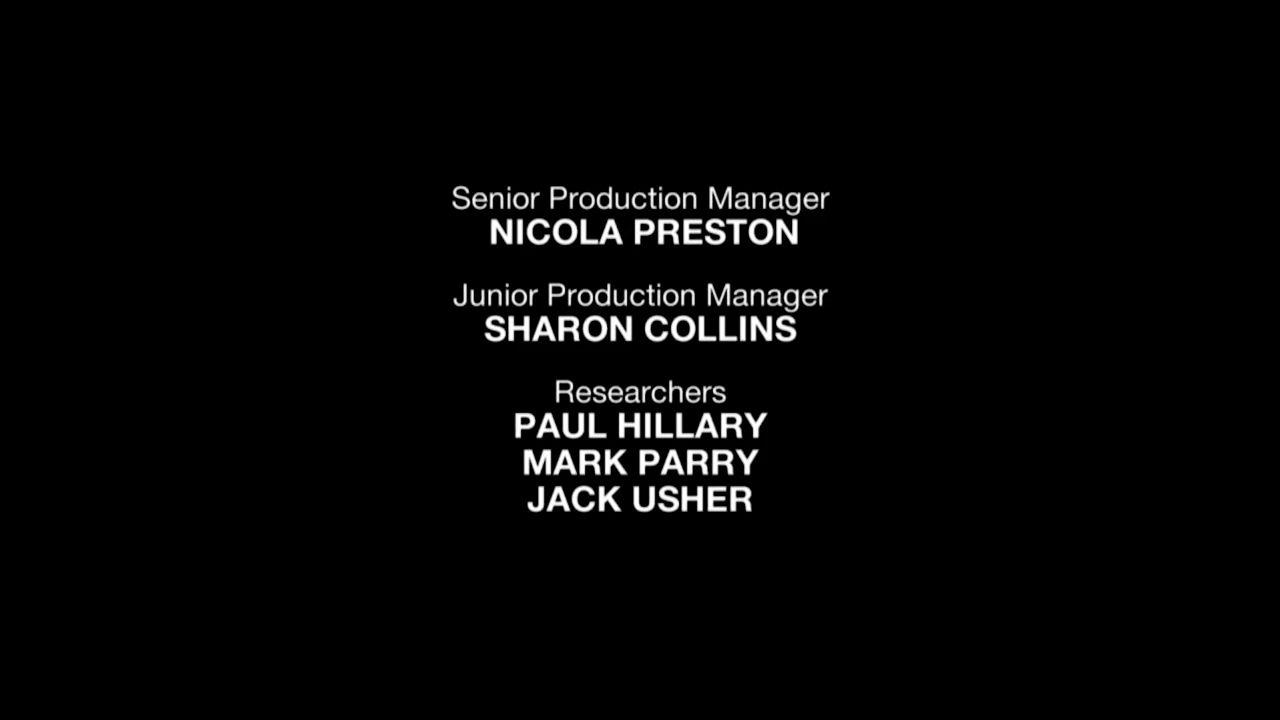 Senior Production Manager
NICOLA PRESTON
Junior Production Manager
SHARON COLLINS
Researchers
PAUL HILLARY
MARK PARRY
JACK USHER